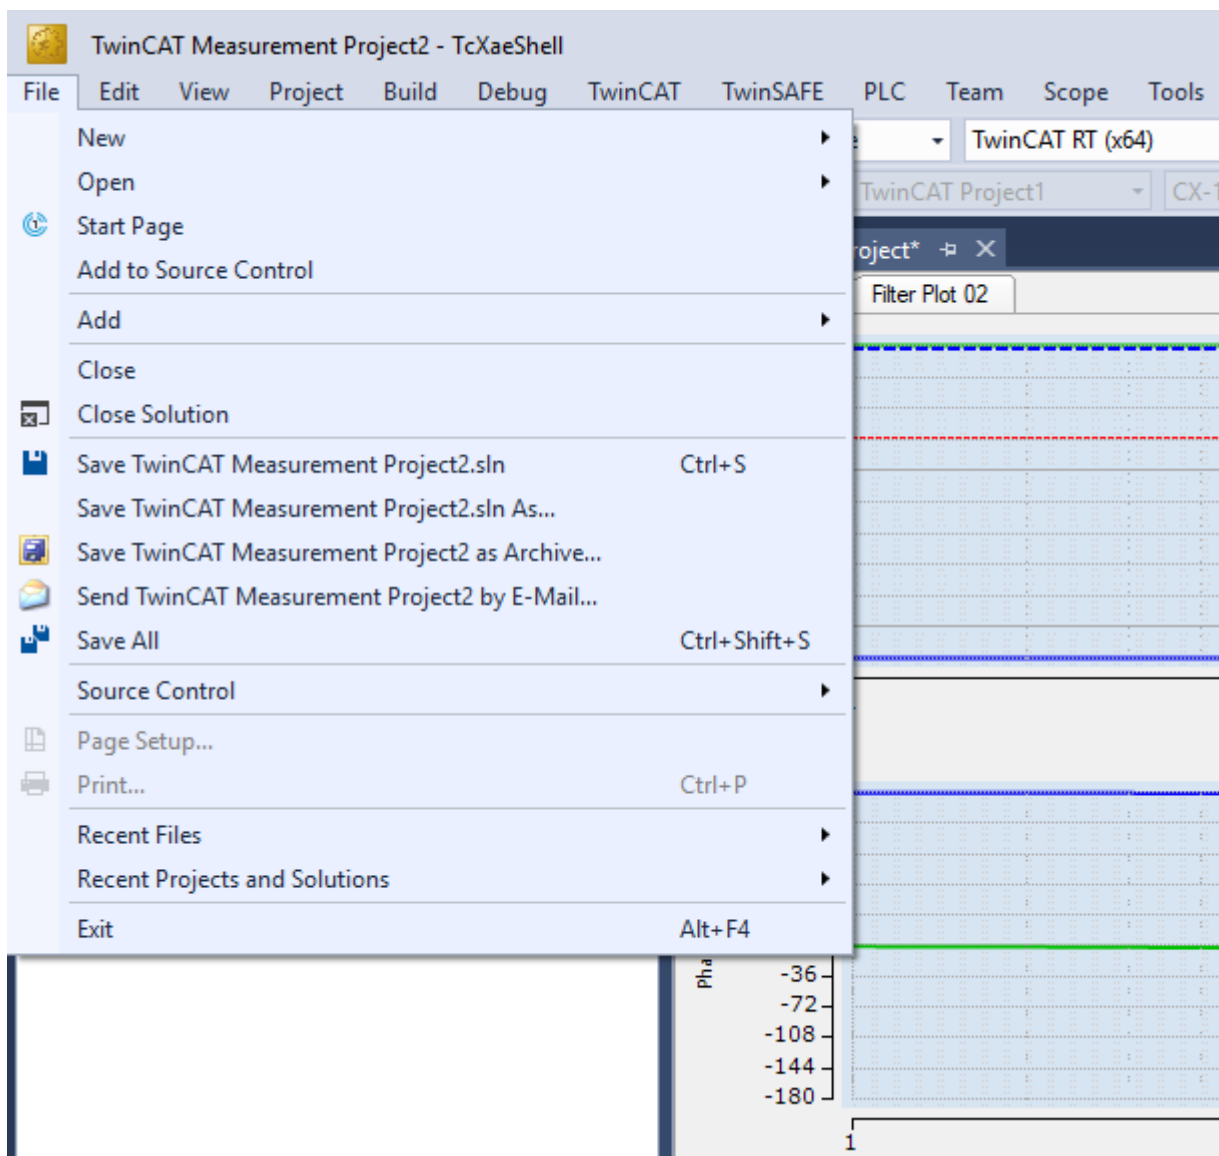 TwinCAT Measurement Project2 - TcXaeShell
File Edit View Project Build Debug TwinCAT TwinSAFE PLC Team Scope Tools
New
TwinCAT RT (x64)
Open
TwinCAT Project1 CX-1
Start Page
Add to Source Control
roject*
Filter Plot 02
Add
Close
Close Solution
Save TwinCAT Measurement Project2.sln Ctrl+S
Save TwinCAT Measurement Project2.sln As...
Save TwinCAT Measurement Project2 as Archive...
Send TwinCAT Measurement Project2 by E-Mail...
Save All Ctrl+Shift+S
Source Control
Page Setup...
Print... Ctrl+P
Recent Files
Recent Projects and Solutions
Exit Alt+F4
Pha
-36
-72
-108
-144
-180
1